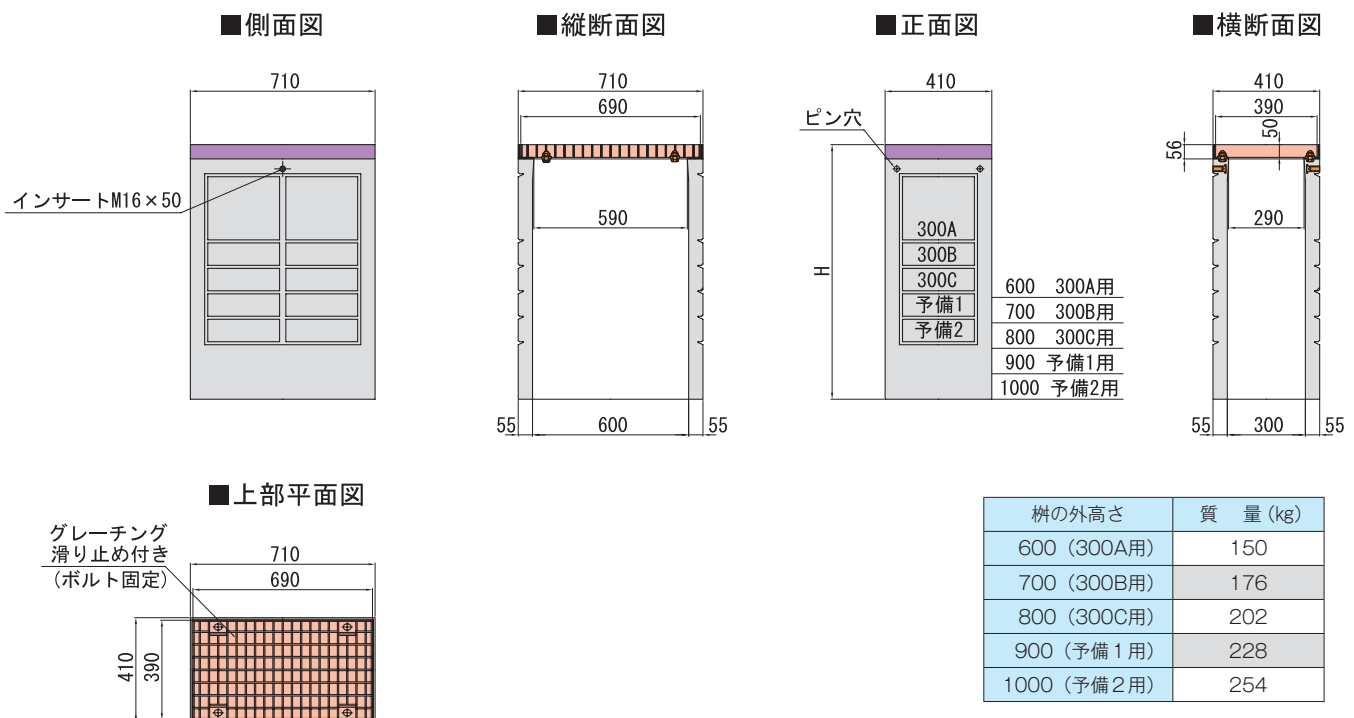 ■側面図
710
インサートM16×50
■縦断面図
710
690
590
55 600 55
■正面図
410
ピン穴
H
300A
300B
300C
予備1
予備2
600 300A用
700 300B用
800 300C用
900 予備1用
1000 予備2用
■横断面図
410
390
50
56
290
55 300 55
■上部平面図
グレーチング
滑り止め付き
(ボルト固定)
710
690
410
390
桝の外高さ 質 量(kg)
600(300A用) 150
700(300B用) 176
800(300C用) 202
900(予備1用) 228
1000(予備2用) 254